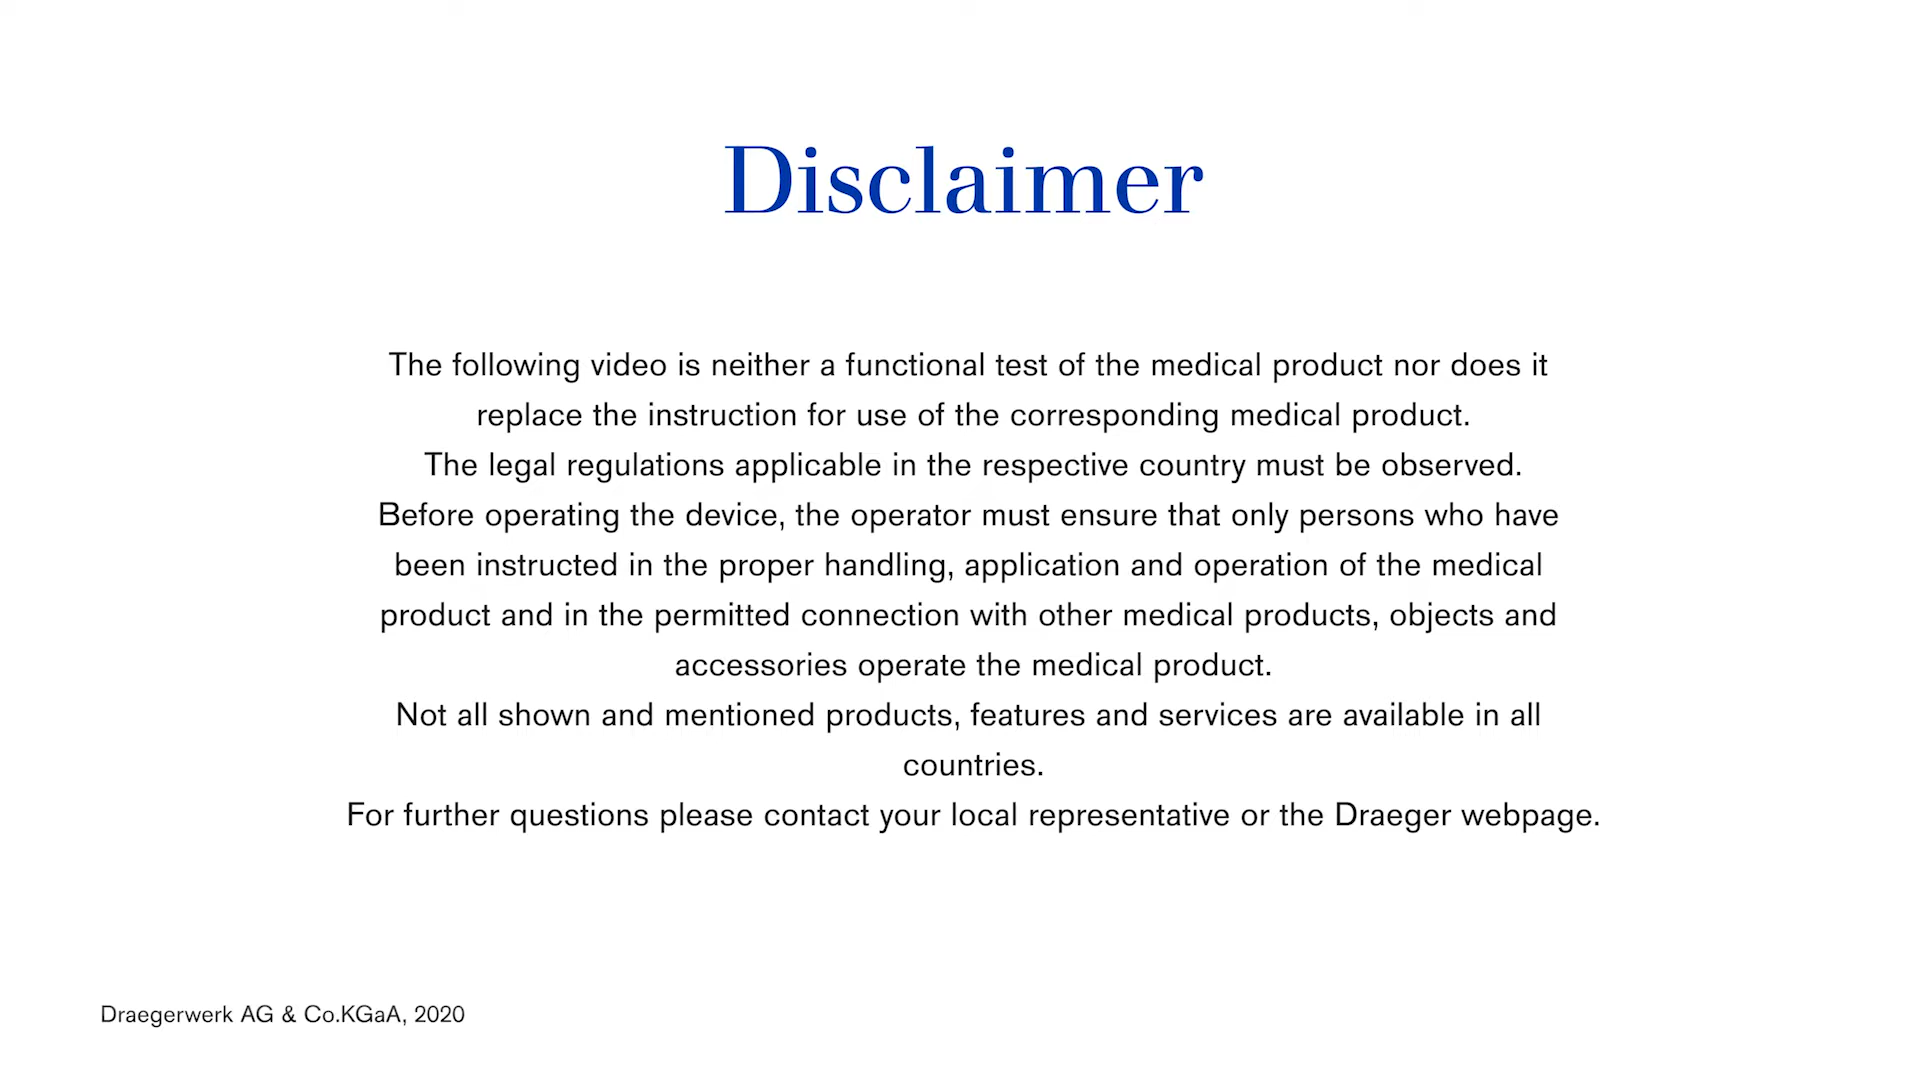 Disclaimer
The following video is neither a functional test of the medical product nor does it
replace the instruction for use of the corresponding medical product.
The legal regulations applicable in the respective country must be observed.
Before operating the device, the operator must ensure that only persons who have
been instructed in the proper handling, application and operation of the medical
product and in the permitted connection with other medical products, objects and
accessories operate the medical product.
Not all shown and mentioned products, features and services are available in all
countries.
For further questions please contact your local representative or the Draeger webpage.
Draegerwerk AG & Co.KGaA, 2020